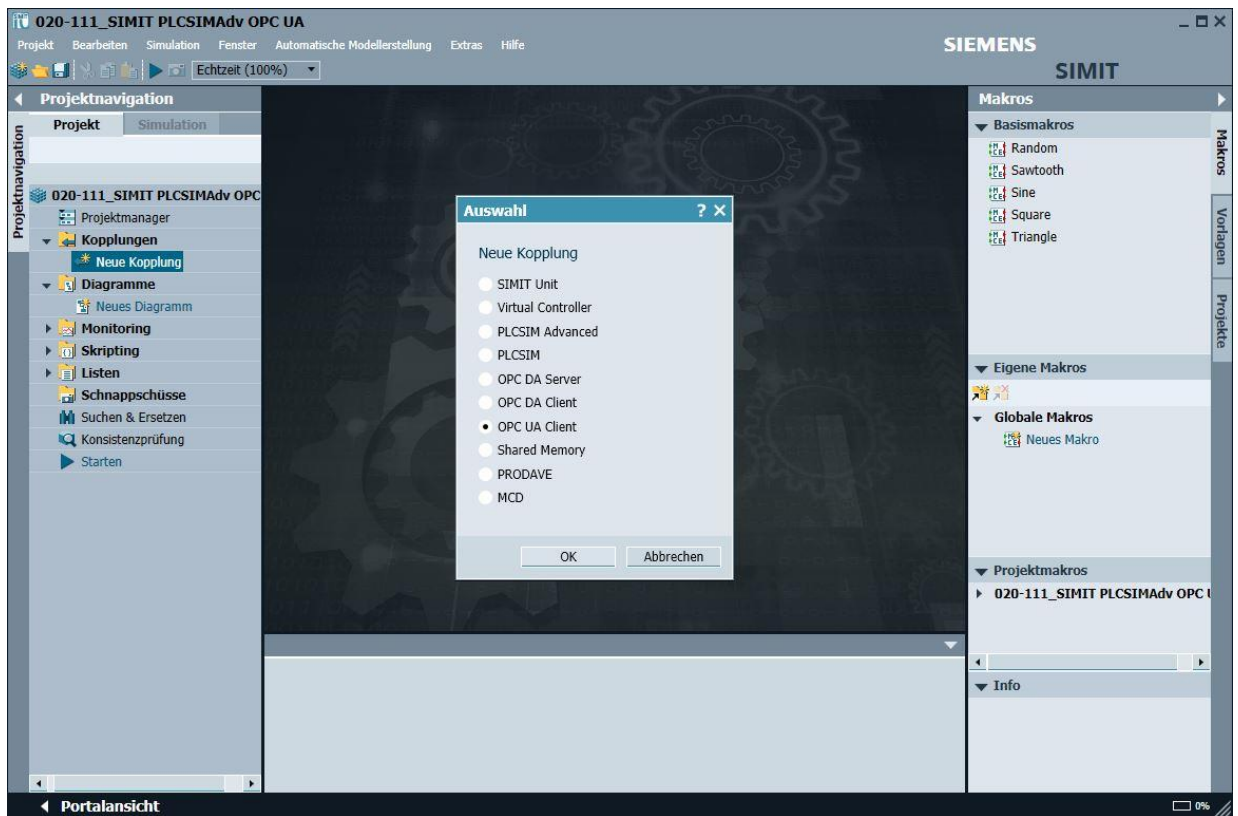 020-111_SIMIT PLCSIMAdv OPC UA
Projekt Bearbeiten Simulation Fenster Automatische Modellerstellung Extras Hilfe
SIEMENS
Echtzeit (100%)
SIMIT
Projektnavigation
Projekt Simulation
Projektnavigation
020-111_SIMIT PLCSIMAdv OPC
Projektmanager
Kopplungen
Neue Kopplung
Diagramme
Neues Diagramm
Monitoring
Skripting
Listen
Schnappschüsse
Suchen & Ersetzen
Konsistenzprüfung
Starten
Auswahl ? X
Neue Kopplung
SIMIT Unit
Virtual Controller
PLCSIM Advanced
PLCSIM
OPC DA Server
OPC DA Client
OPC UA Client
Shared Memory
PRODAVE
MCD
OK Abbrechen
Makros
Basismakros
Random
Sawtooth
Sine
Square
Triangle
Eigene Makros
Globale Makros
Neues Makro
Projektmakros
020-111_SIMIT PLCSIMAdv OPC
Info
Makros
Vorlagen
Projekte
Portalansicht
0%